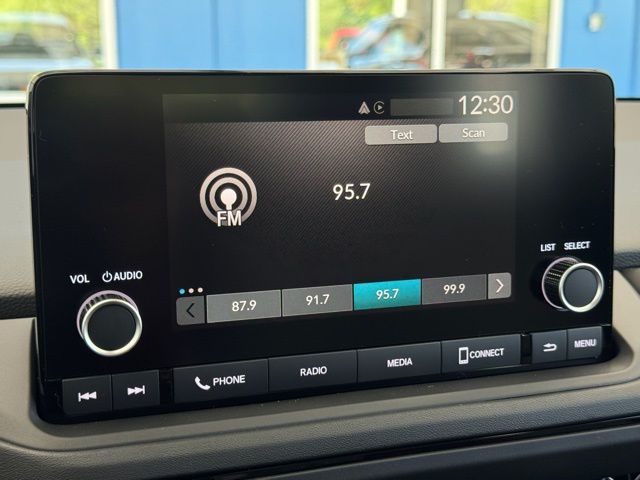 12:30
Text Scan
95.7
FM
VOL AUDIO
LIST SELECT
87.9 91.7 95.7 99.9
PHONE RADIO MEDIA CONNECT MENU